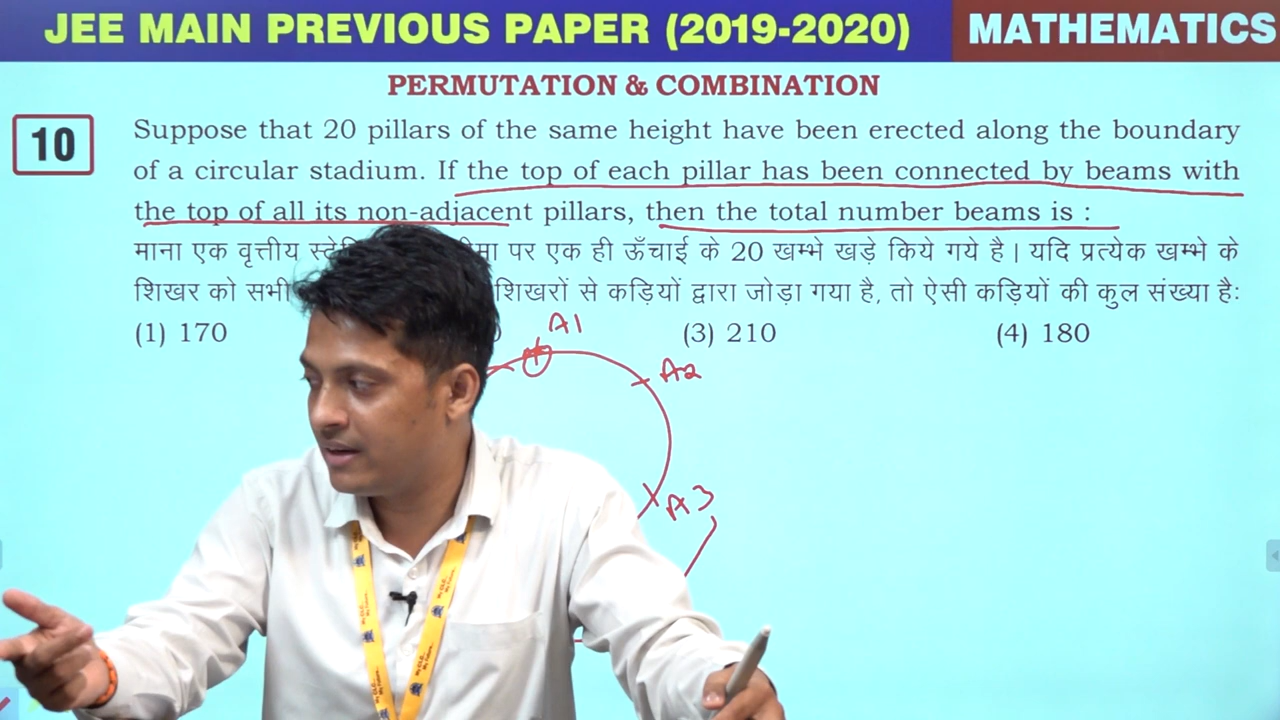 JEE MAIN PREVIOUS PAPER (2019-2020)
MATHEMATICS
PERMUTATION & COMBINATION
10
Suppose that 20 pillars of the same height have been erected along the boundary
of a circular stadium. If the top of each pillar has been connected by beams with
the top of all its non-adjacent pillars, then the total number beams is :
माना एक वृत्तीय पर एक ही ऊँचाई के 20 खम्भे खड़े किये गये है। यदि प्रत्येक खम्भे के
शिखर को सभी शिखरों से कड़ियों द्वारा जोड़ा गया है, तो ऐसी कड़ियों की कुल संख्या हैः
(1) 170 (3) 210 (4) 180
A1
A2
A3